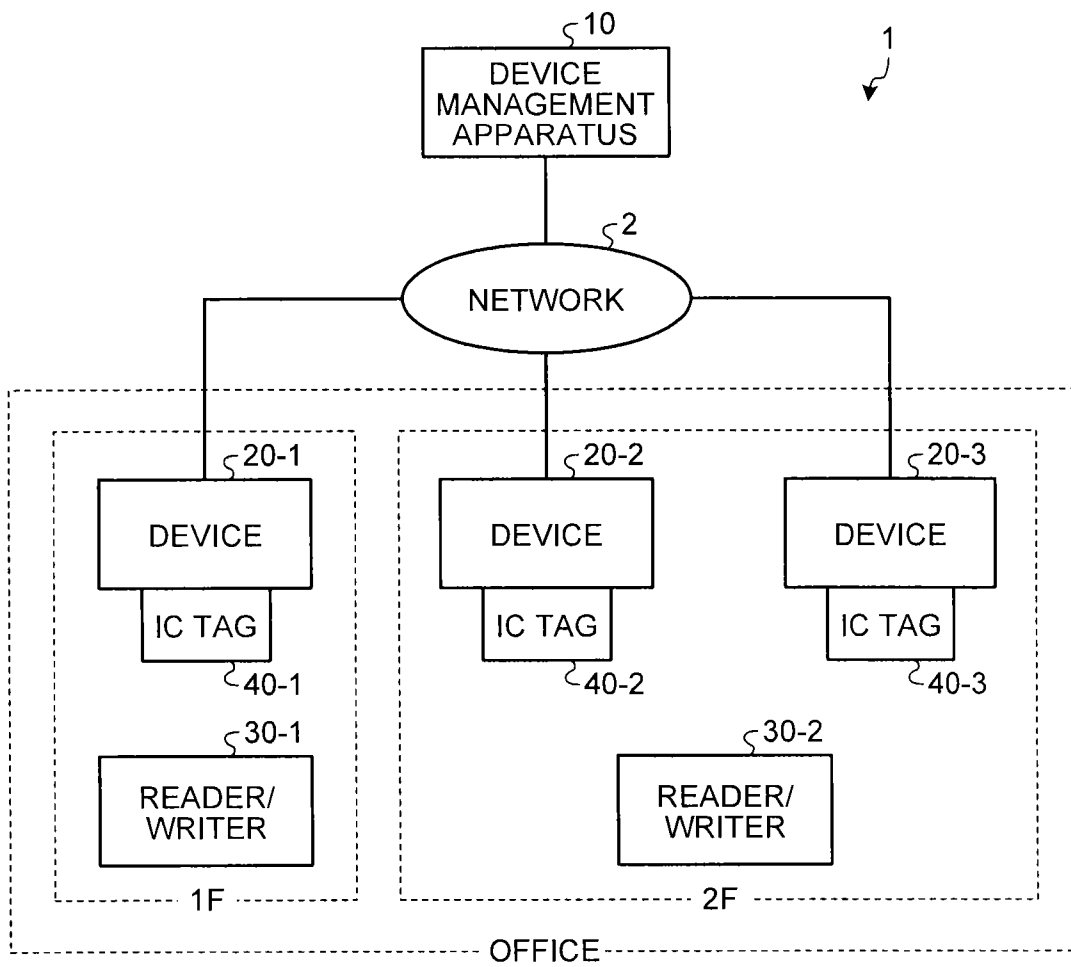 10
1
DEVICE
MANAGEMENT
APPARATUS
2
NETWORK
20-1
20-2
20-3
DEVICE
DEVICE
DEVICE
IC TAG
IC TAG
IC TAG
40-1
40-2
40-3
30-1
30-2
READER/
WRITER
READER/
WRITER
1F
2F
OFFICE